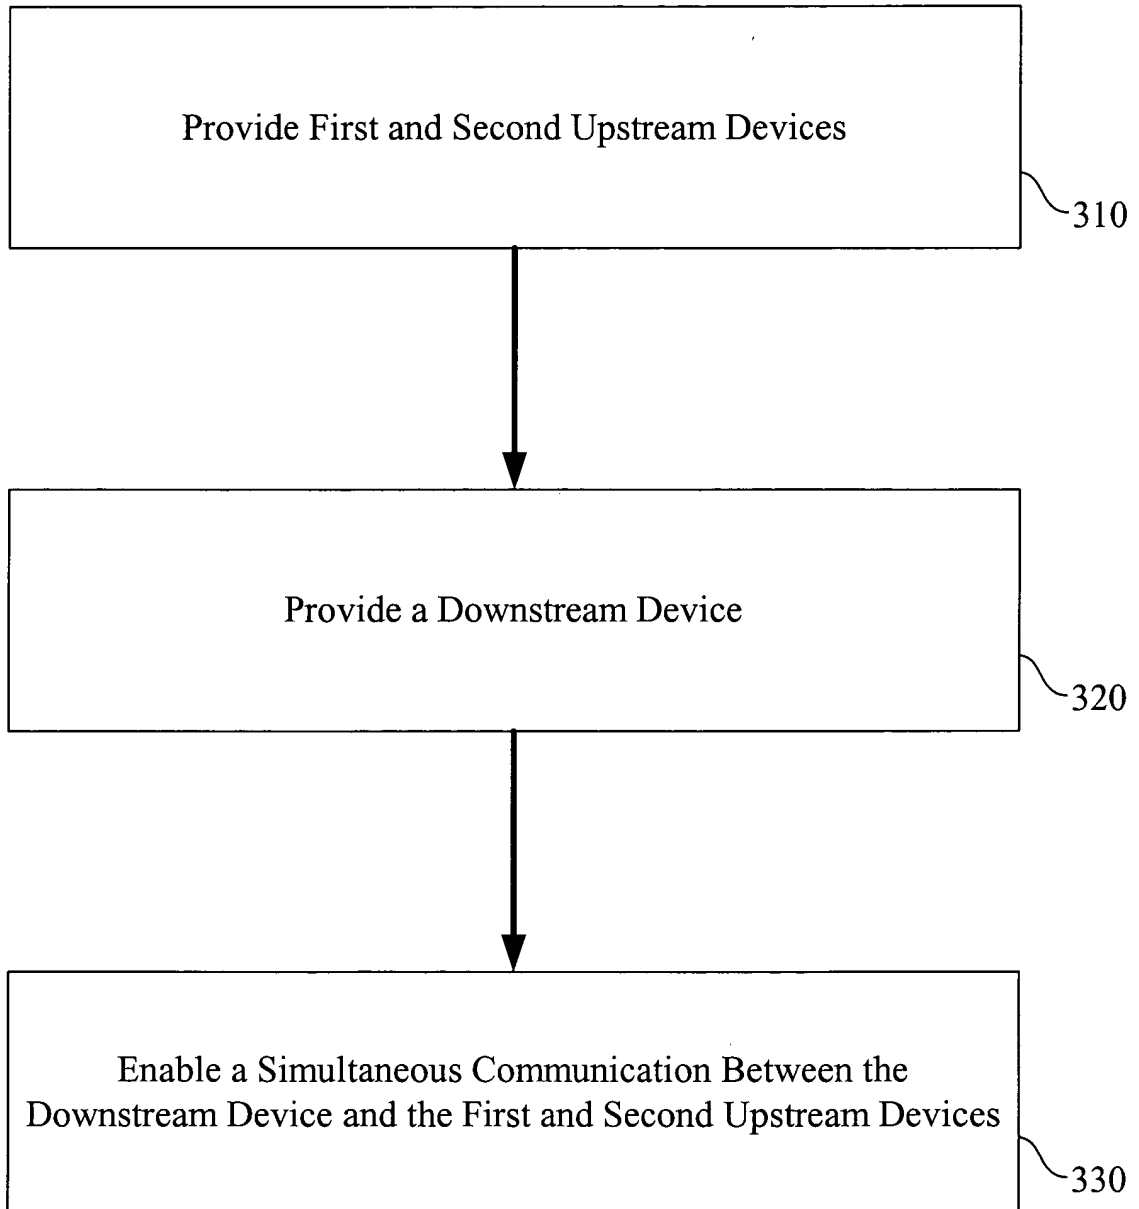 Provide First and Second Upstream Devices
310
Provide a Downstream Device
320
Enable a Simultaneous Communication Between the
Downstream Device and the First and Second Upstream Devices
330